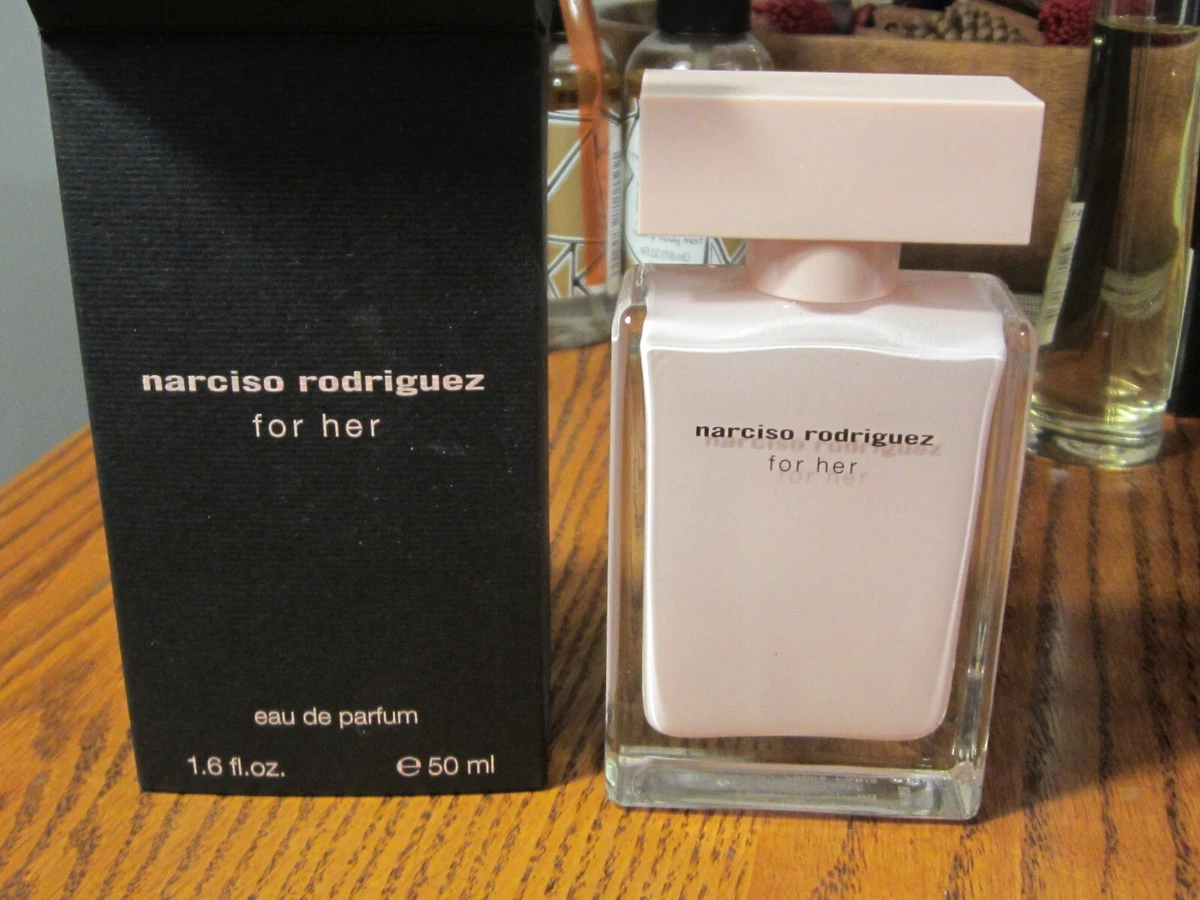 narciso rodriguez
for her
eau de parfum
1.6 fl.oz.
℮ 50 ml
narciso rodriguez
for her